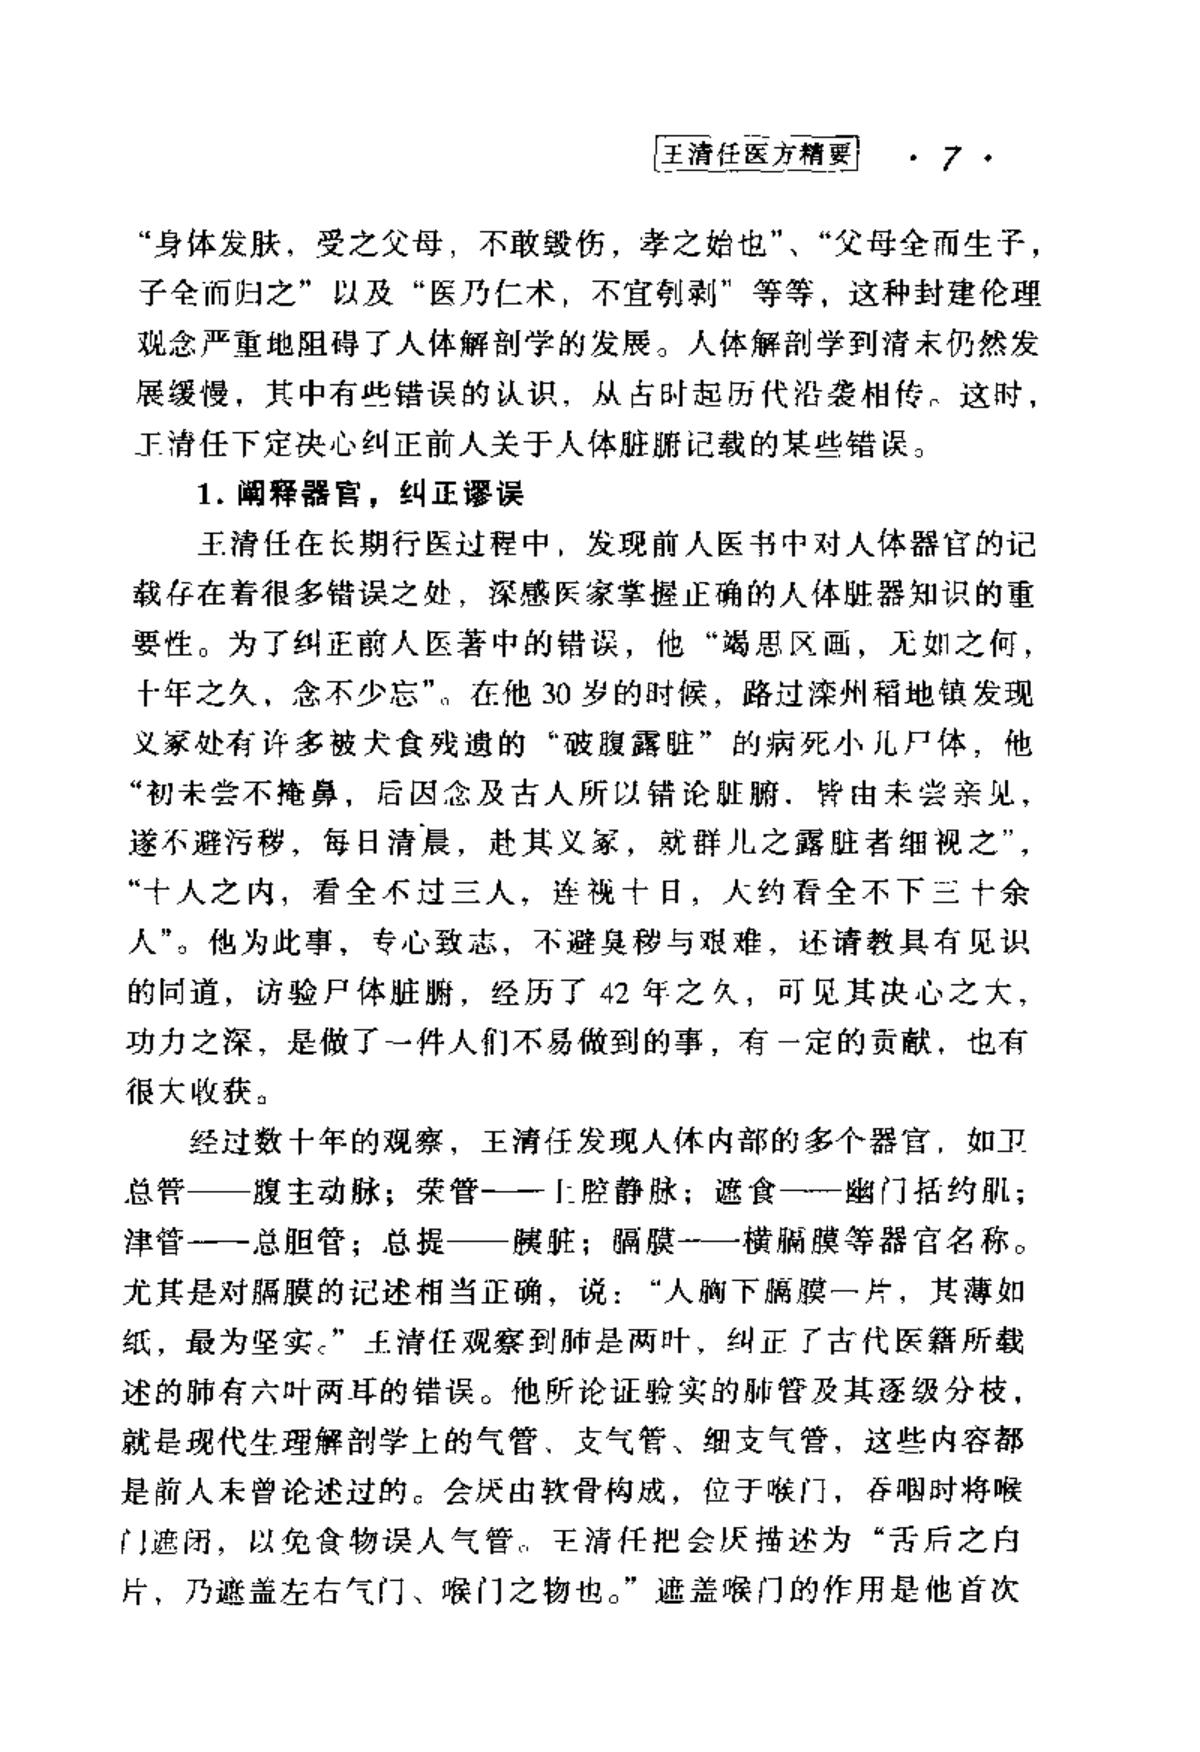 王清任医方精要 · 7 ·
“身体发肤，受之父母，不敢毁伤，孝之始也”、“父母全而生子，
子全而归之”以及“医乃仁术，不宜刳剥”等等，这种封建伦理
观念严重地阻碍了人体解剖学的发展。人体解剖学到清末仍然发
展缓慢，其中有些错误的认识，从古时起历代沿袭相传。这时，
王清任下定决心纠正前人关于人体脏腑记载的某些错误。
1. 阐释器官，纠正谬误
王清任在长期行医过程中，发现前人医书中对人体器官的记
载存在着很多错误之处，深感医家掌握正确的人体脏器知识的重
要性。为了纠正前人医著中的错误，他“竭思区画，无如之何，
十年之久，念不少忘”。在他 30 岁的时候，路过滦州稻地镇发现
义冢处有许多被犬食残遗的“破腹露脏”的病死小儿尸体，他
“初未尝不掩鼻，后因念及古人所以错论脏腑．皆由未尝亲见，
遂不避污秽，每日清晨，赴其义冢，就群儿之露脏者细视之”，
“十人之内，看全不过三人，连视十日，大约看全不下三十余
人”。他为此事，专心致志，不避臭秽与艰难，还请教具有见识
的同道，访验尸体脏腑，经历了 42 年之久，可见其决心之大，
功力之深，是做了一件人们不易做到的事，有一定的贡献，也有
很大收获。
经过数十年的观察，王清任发现人体内部的多个器官，如卫
总管——腹主动脉；荣管——上腔静脉；遮食——幽门括约肌；
津管——总胆管；总提——胰脏；膈膜——横膈膜等器官名称。
尤其是对膈膜的记述相当正确，说：“人胸下膈膜一片，其薄如
纸，最为坚实。”王清任观察到肺是两叶，纠正了古代医籍所载
述的肺有六叶两耳的错误。他所论证验实的肺管及其逐级分枝，
就是现代生理解剖学上的气管、支气管、细支气管，这些内容都
是前人未曾论述过的。会厌由软骨构成，位于喉门，吞咽时将喉
门遮闭，以免食物误入气管。王清任把会厌描述为“舌后之白
片，乃遮盖左右气门、喉门之物也。”遮盖喉门的作用是他首次